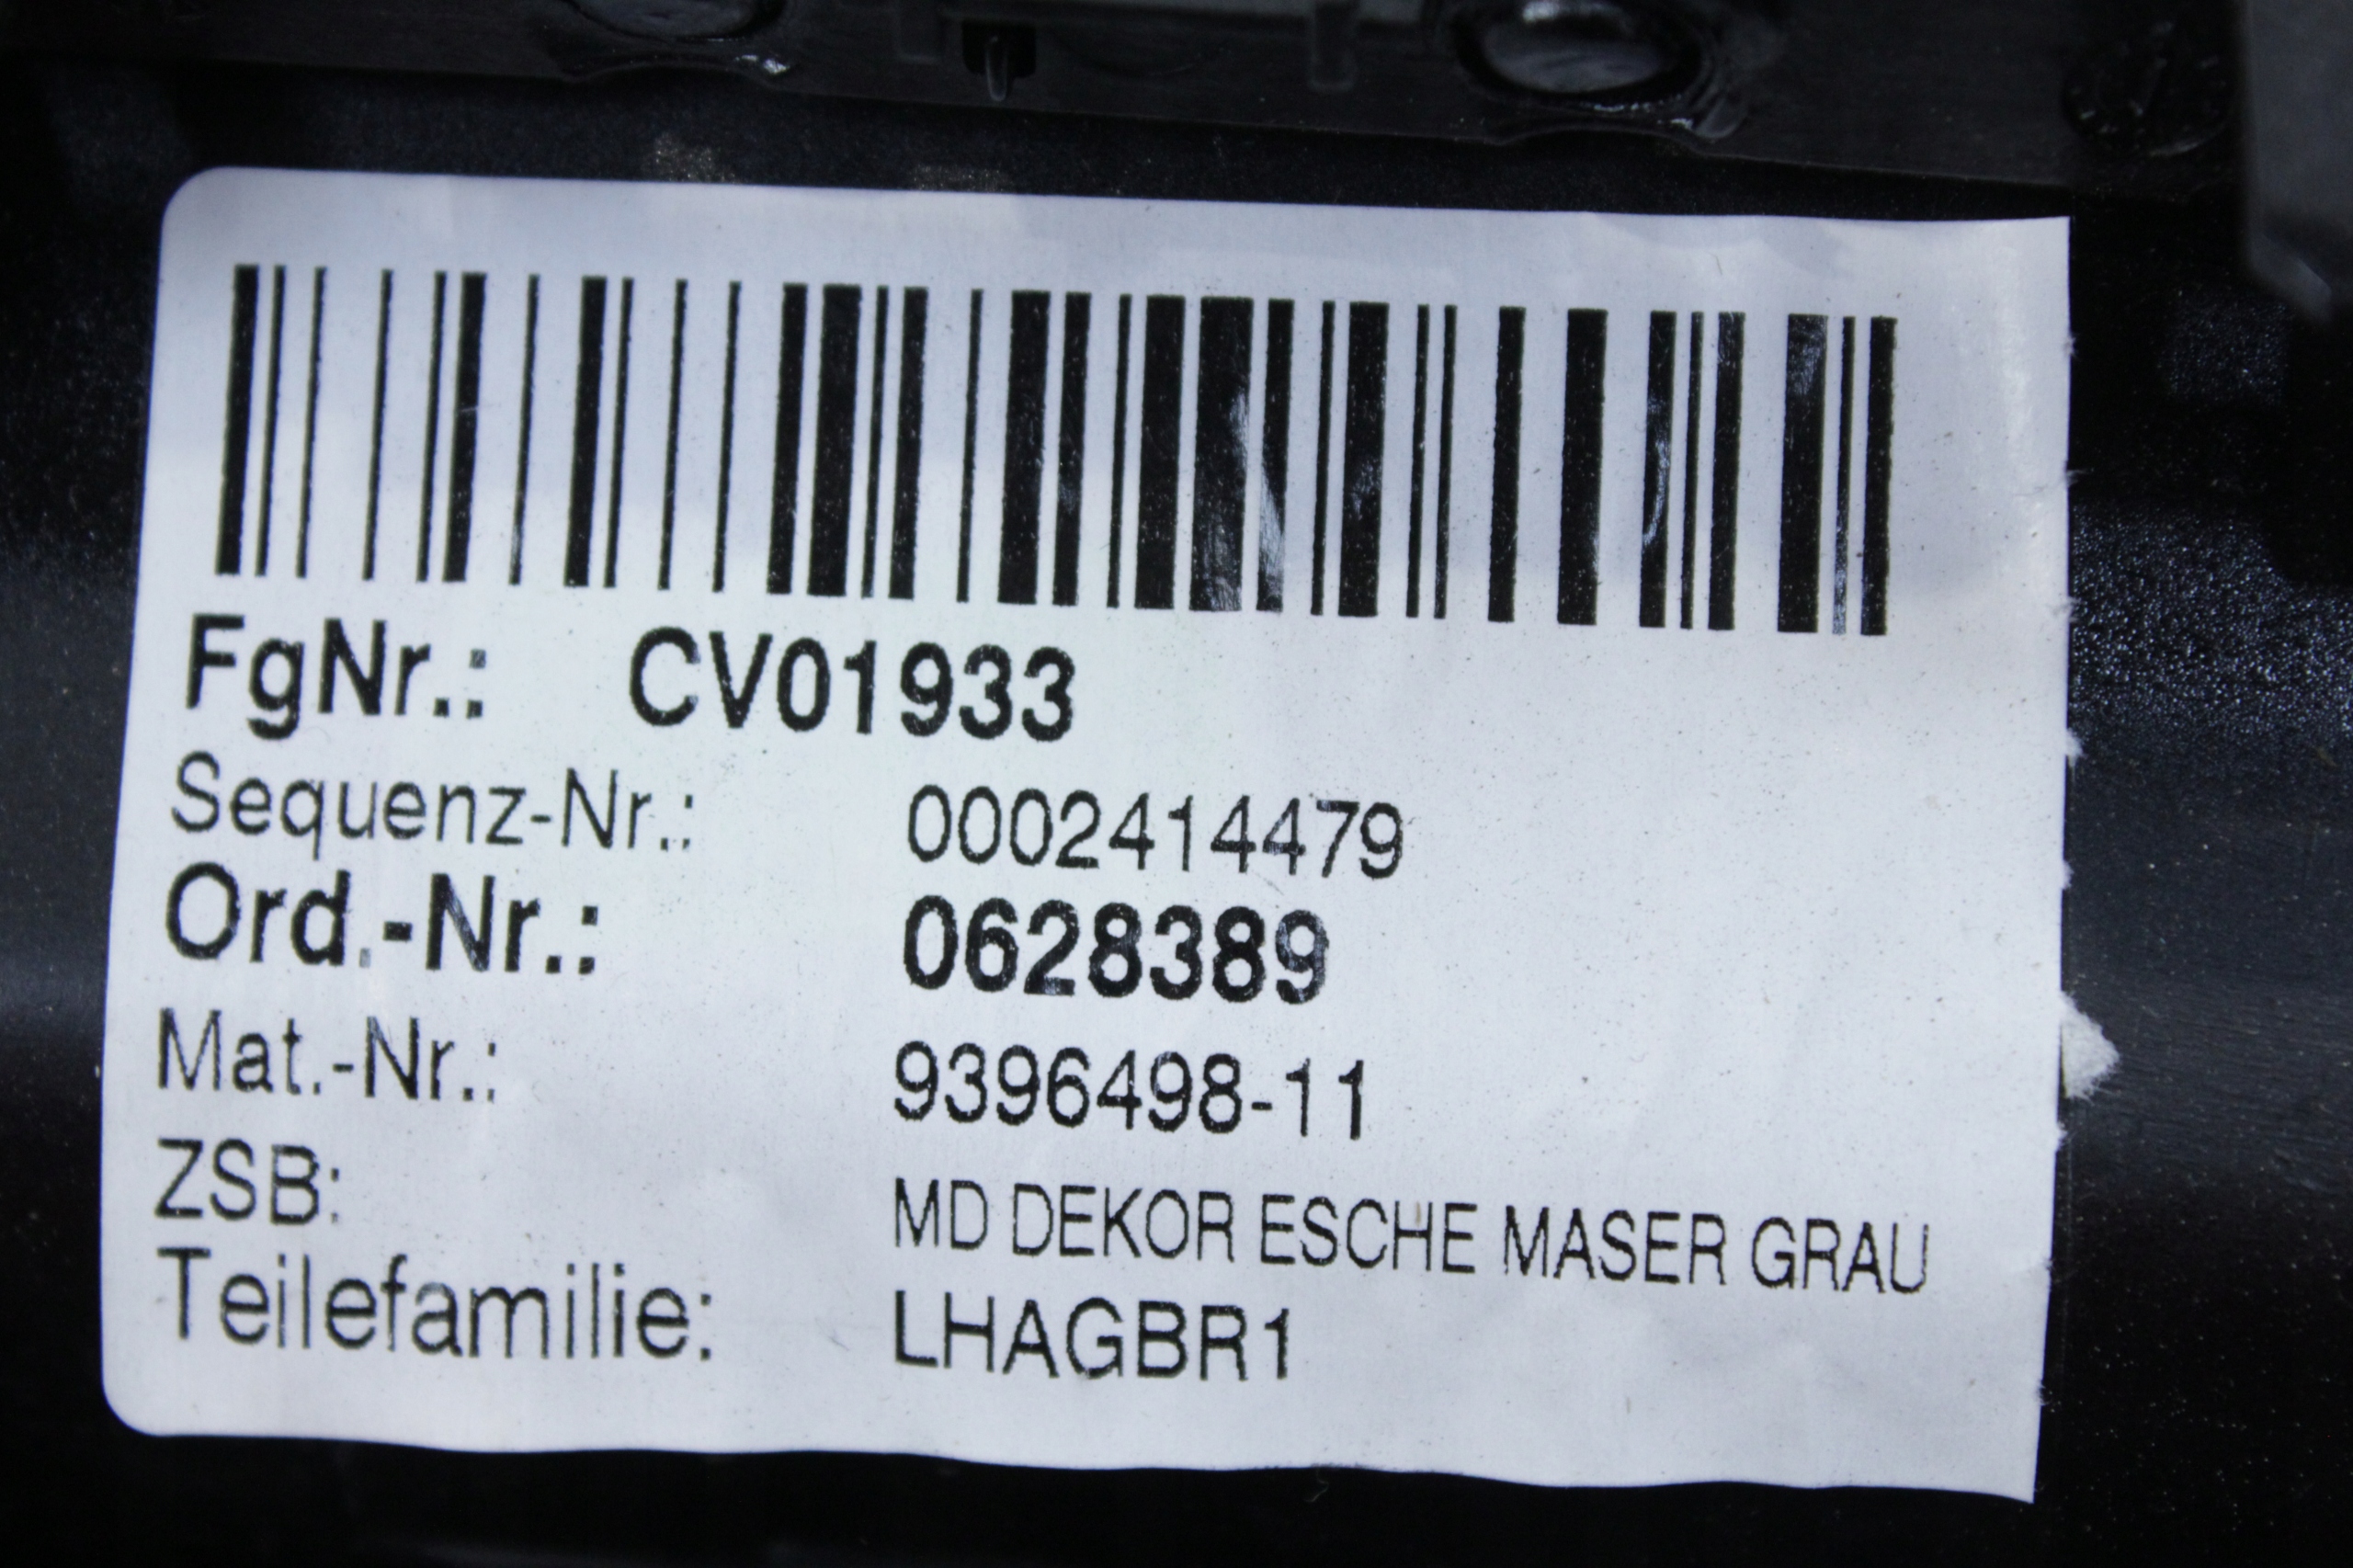 FgNr.: CV01933
Sequenz-Nr.: 0002414479
Ord.-Nr.: 0628389
Mat.-Nr.: 9396498-11
ZSB: MD DEKOR ESCHE MASER GRAU
Teilefamilie: LHAGBR1